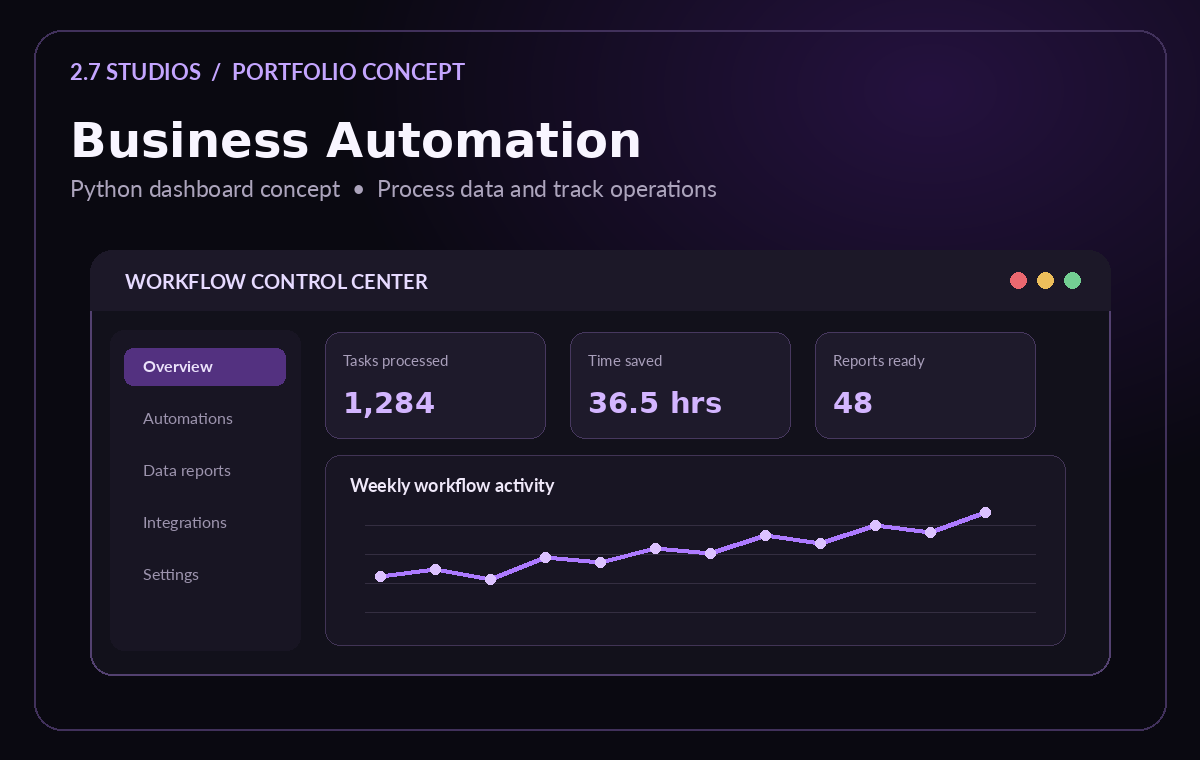 2.7 STUDIOS / PORTFOLIO CONCEPT
Business Automation
Python dashboard concept • Process data and track operations
WORKFLOW CONTROL CENTER
Overview
Automations
Data reports
Integrations
Settings
Tasks processed
1,284
Time saved
36.5 hrs
Reports ready
48
Weekly workflow activity